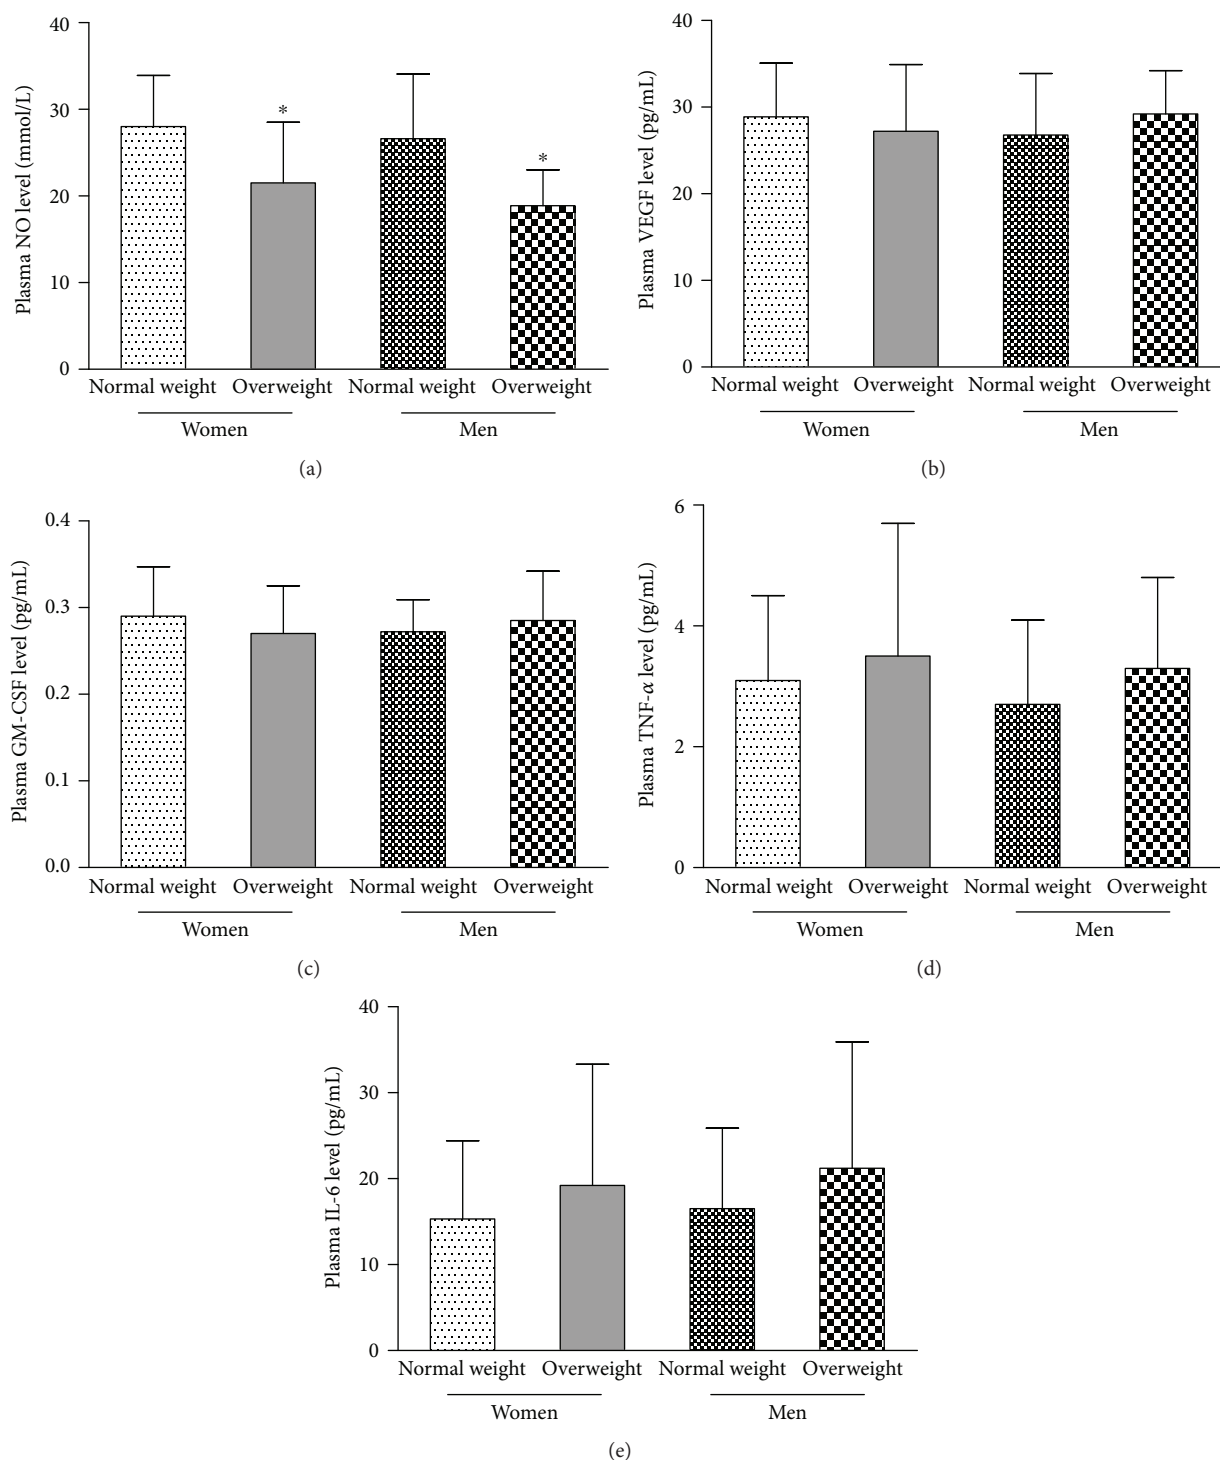 40
30
20
10
0
Plasma NO level (mmol/L)
*
*
Normal weight Overweight Normal weight Overweight
Women Men
(a)
40
30
20
10
0
Plasma VEGF level (pg/mL)
Normal weight Overweight Normal weight Overweight
Women Men
(b)
0.4
0.3
0.2
0.1
0.0
Plasma GM-CSF level (pg/mL)
Normal weight Overweight Normal weight Overweight
Women Men
(c)
6
4
2
0
Plasma TNF-α level (pg/mL)
Normal weight Overweight Normal weight Overweight
Women Men
(d)
40
30
20
10
0
Plasma IL-6 level (pg/mL)
Normal weight Overweight Normal weight Overweight
Women Men
(e)